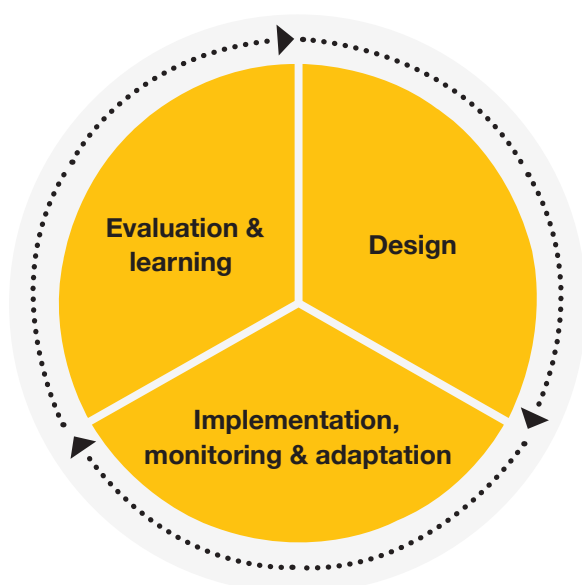 Evaluation &
learning
Design
Implementation,
monitoring & adaptation